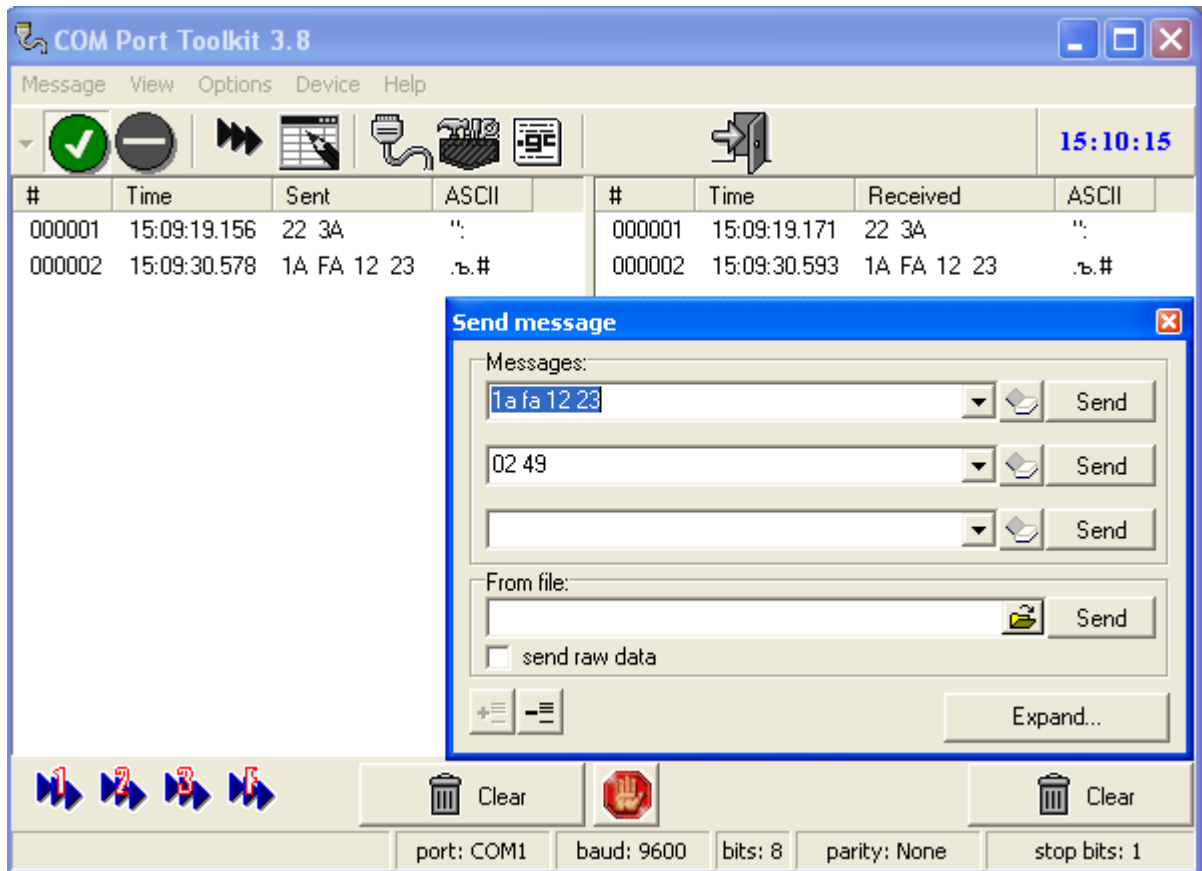 COM Port Toolkit 3.8
Message View Options Device Help
.gc 15:10:15
# Time Sent ASCII # Time Received ASCII
000001 15:09:19.156 22 3A ": 000001 15:09:19.171 22 3A ":
000002 15:09:30.578 1A FA 12 23 .ъ.# 000002 15:09:30.593 1A FA 12 23 .ъ.#
Send message
Messages:
1a fa 12 23 Send
02 49 Send
Send
From file:
Send
send raw data
Expand...
1 2 3 F Clear Clear
port: COM1 baud: 9600 bits: 8 parity: None stop bits: 1